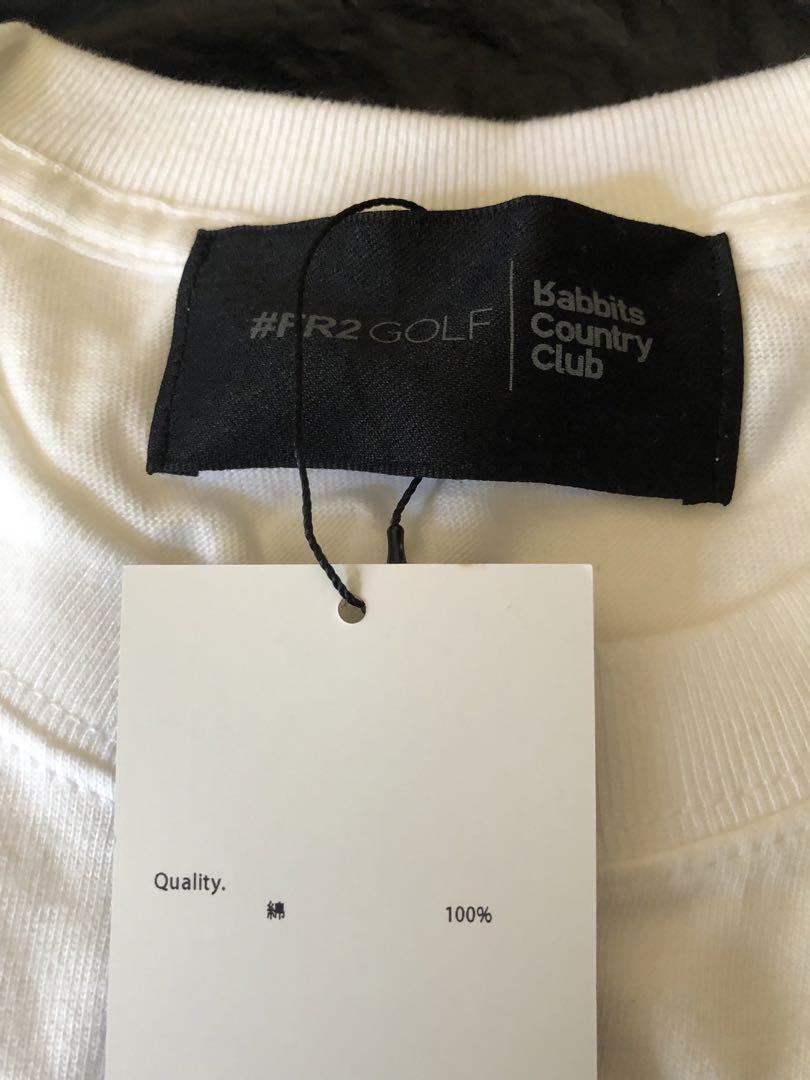 #FR2 GOLF
Rabbits
Country
Club
Quality.
綿 100%